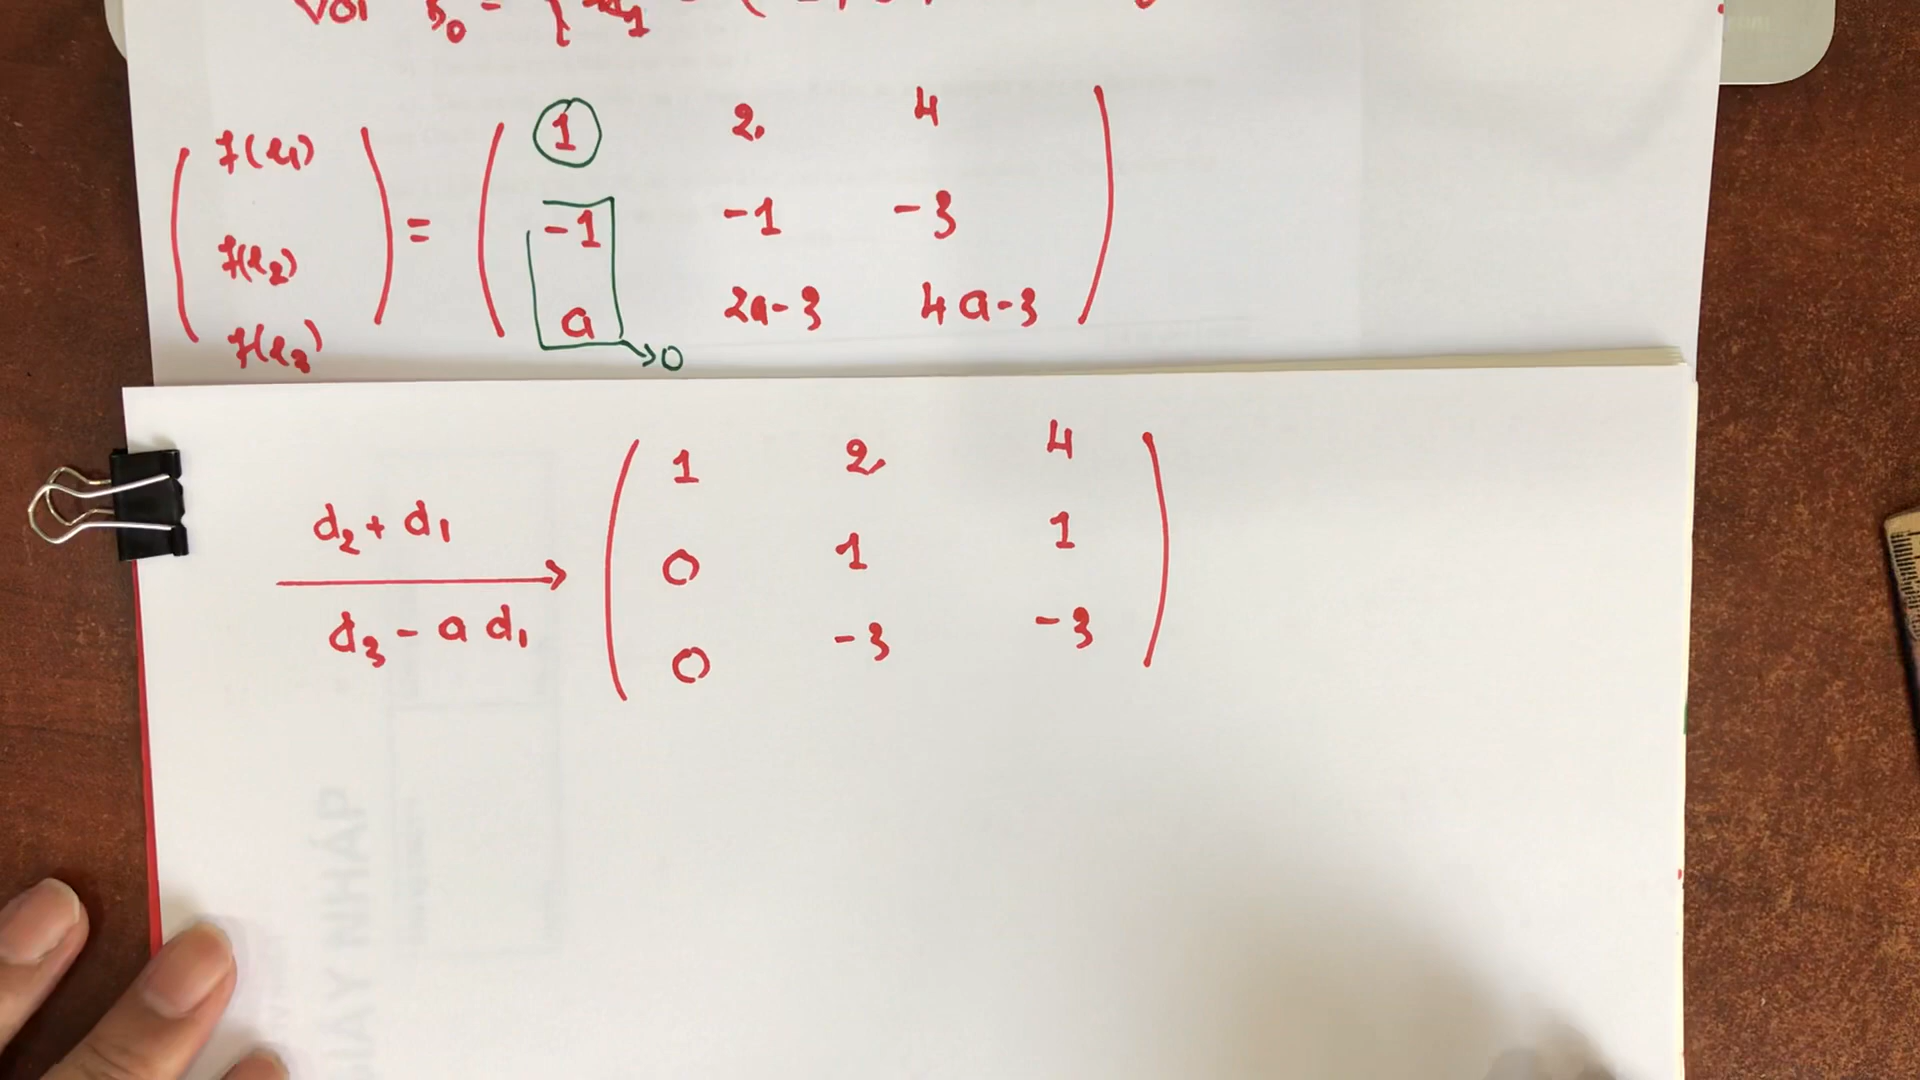 ( f(e₁) ) = ( 1 2 4 )
( f(e₂) ) ( -1 -1 -3 )
( f(e₃) ) ( a 2a-3 4a-3 )
→ 0
d₂ + d₁
d₃ - a d₁
( 1 2 4 )
( 0 1 1 )
( 0 -3 -3 )